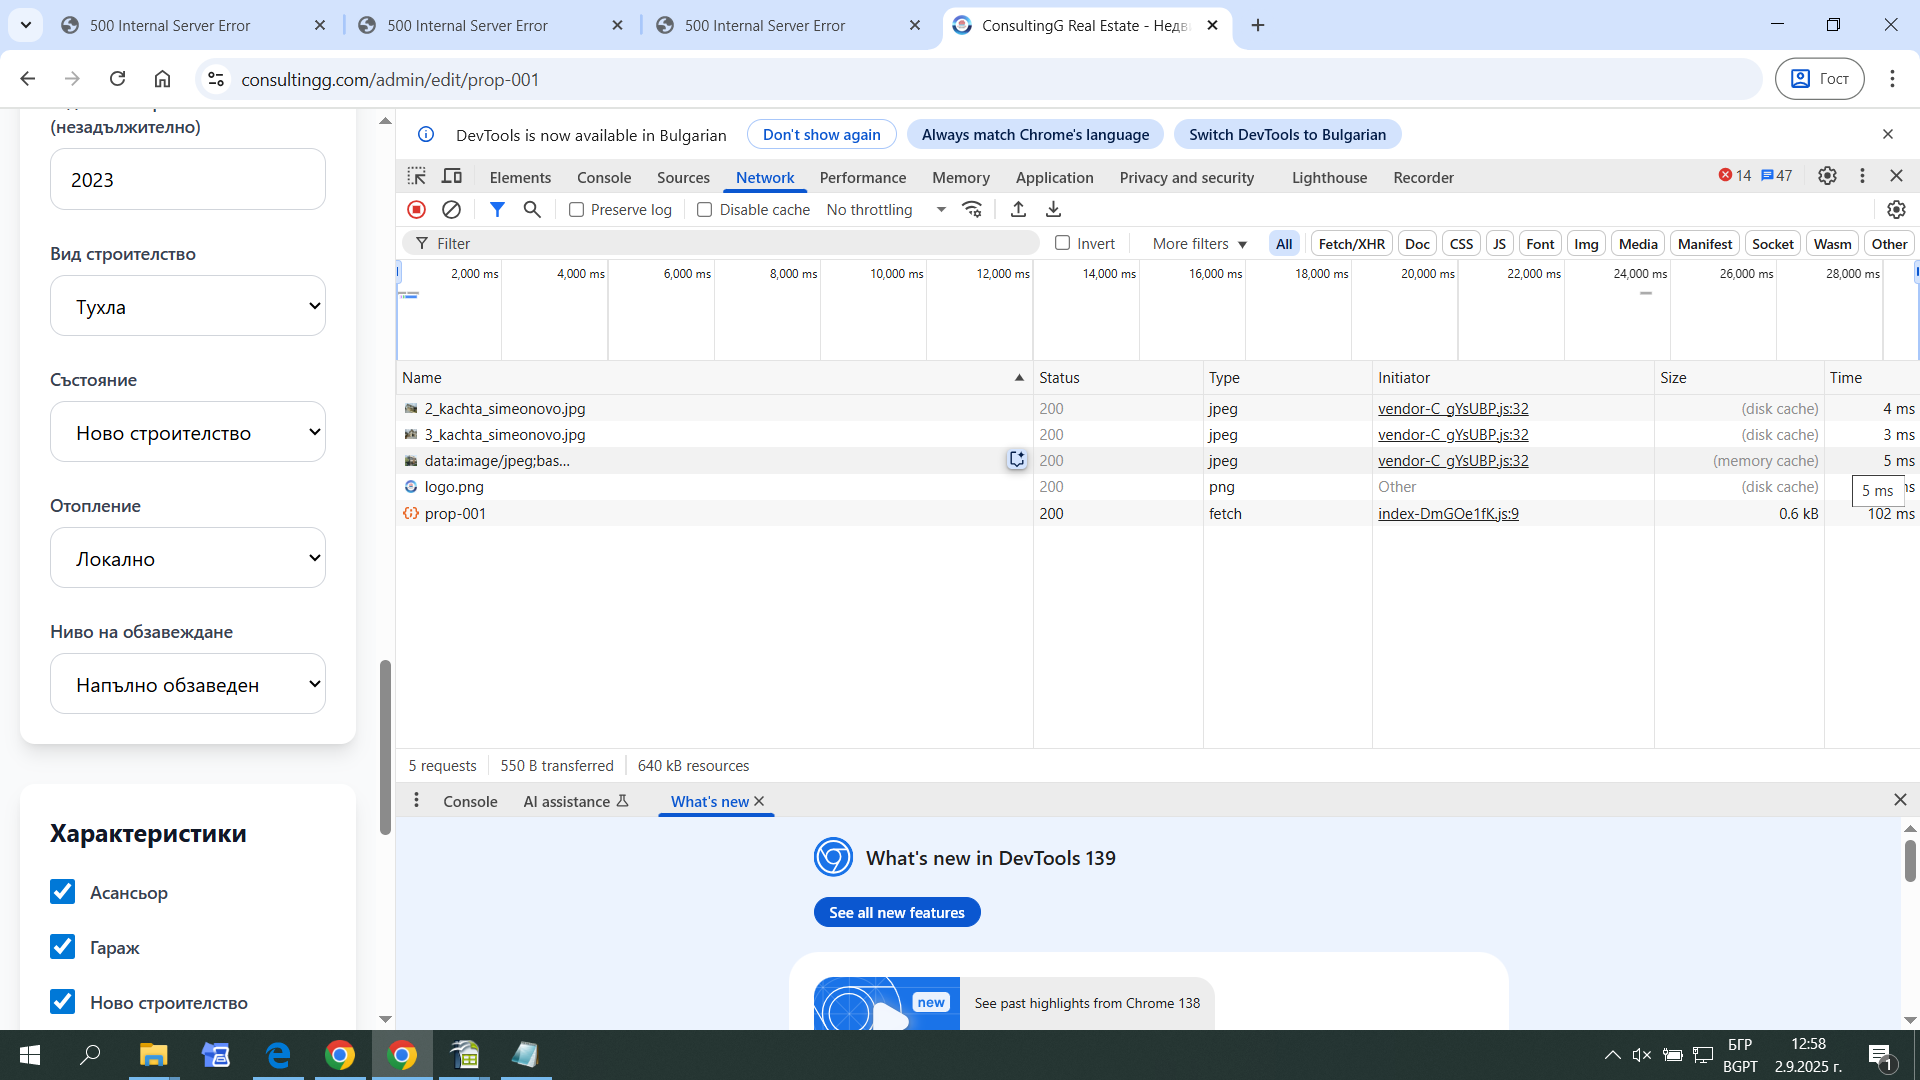 500 Internal Server Error
500 Internal Server Error
500 Internal Server Error
ConsultingG Real Estate - Недв
consultingg.com/admin/edit/prop-001
Гост
(незадължително)
2023
Вид строителство
Тухла
Състояние
Ново строителство
Отопление
Локално
Ниво на обзавеждане
Напълно обзаведен
Характеристики
Асансьор
Гараж
Ново строителство
DevTools is now available in Bulgarian Don't show again Always match Chrome's language Switch DevTools to Bulgarian
Elements Console Sources Network Performance Memory Application Privacy and security Lighthouse Recorder 14 47
Preserve log Disable cache No throttling
Filter Invert More filters All Fetch/XHR Doc CSS JS Font Img Media Manifest Socket Wasm Other
2,000 ms 4,000 ms 6,000 ms 8,000 ms 10,000 ms 12,000 ms 14,000 ms 16,000 ms 18,000 ms 20,000 ms 22,000 ms 24,000 ms 26,000 ms 28,000 ms
Name Status Type Initiator Size Time
2_kachta_simeonovo.jpg 200 jpeg vendor-C_gYsUBP.js:32 (disk cache) 4 ms
3_kachta_simeonovo.jpg 200 jpeg vendor-C_gYsUBP.js:32 (disk cache) 3 ms
data:image/jpeg;bas... 200 jpeg vendor-C_gYsUBP.js:32 (memory cache) 5 ms
logo.png 200 png Other (disk cache) ms
5 ms
prop-001 200 fetch index-DmGOe1fK.js:9 0.6 kB 102 ms
5 requests 550 B transferred 640 kB resources
Console AI assistance What's new
What's new in DevTools 139
See all new features
new
See past highlights from Chrome 138
БГР
BGPT
12:58
2.9.2025 г.
1